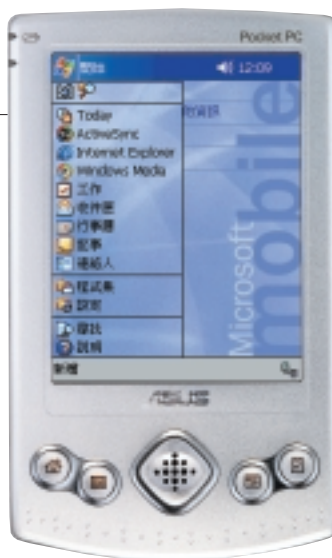 Pocket PC
開始 12:09
Today
ActiveSync
Internet Explorer
Windows Media
工作
收件匣
行事曆
記事
連絡人
程式集
設定
尋找
說明
新增
Microsoft
mobile
ASUS